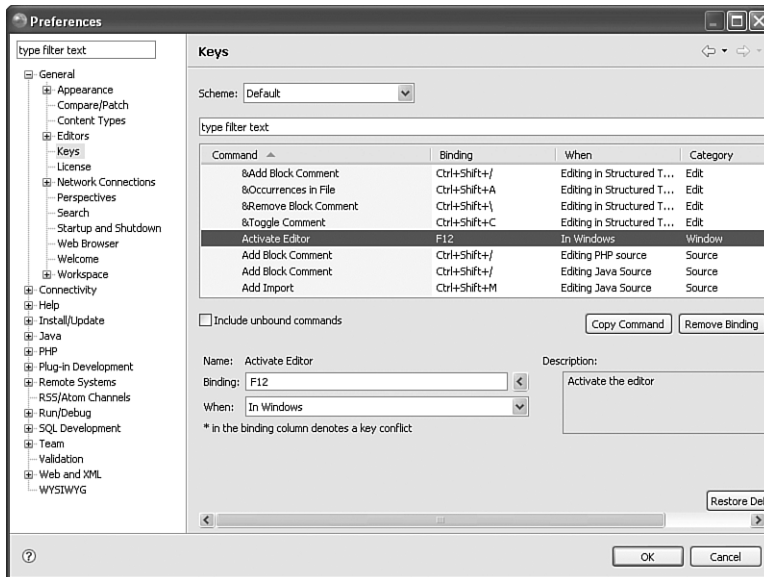 Preferences
type filter text
General
Appearance
Compare/Patch
Content Types
Editors
Keys
License
Network Connections
Perspectives
Search
Startup and Shutdown
Web Browser
Welcome
Workspace
Connectivity
Help
Install/Update
Java
PHP
Plug-in Development
Remote Systems
RSS/Atom Channels
Run/Debug
SQL Development
Team
Validation
Web and XML
WYSIWYG
Keys
Scheme: Default
type filter text
Command Binding When Category
&Add Block Comment Ctrl+Shift+/ Editing in Structured T... Edit
&Occurrences in File Ctrl+Shift+A Editing in Structured T... Edit
&Remove Block Comment Ctrl+Shift+\ Editing in Structured T... Edit
&Toggle Comment Ctrl+Shift+C Editing in Structured T... Edit
Activate Editor F12 In Windows Window
Add Block Comment Ctrl+Shift+/ Editing PHP source Source
Add Block Comment Ctrl+Shift+/ Editing Java Source Source
Add Import Ctrl+Shift+M Editing Java Source Source
Include unbound commands
Copy Command Remove Binding
Name: Activate Editor Description:
Binding: F12 Activate the editor
When: In Windows
* in the binding column denotes a key conflict
Restore De
? OK Cancel